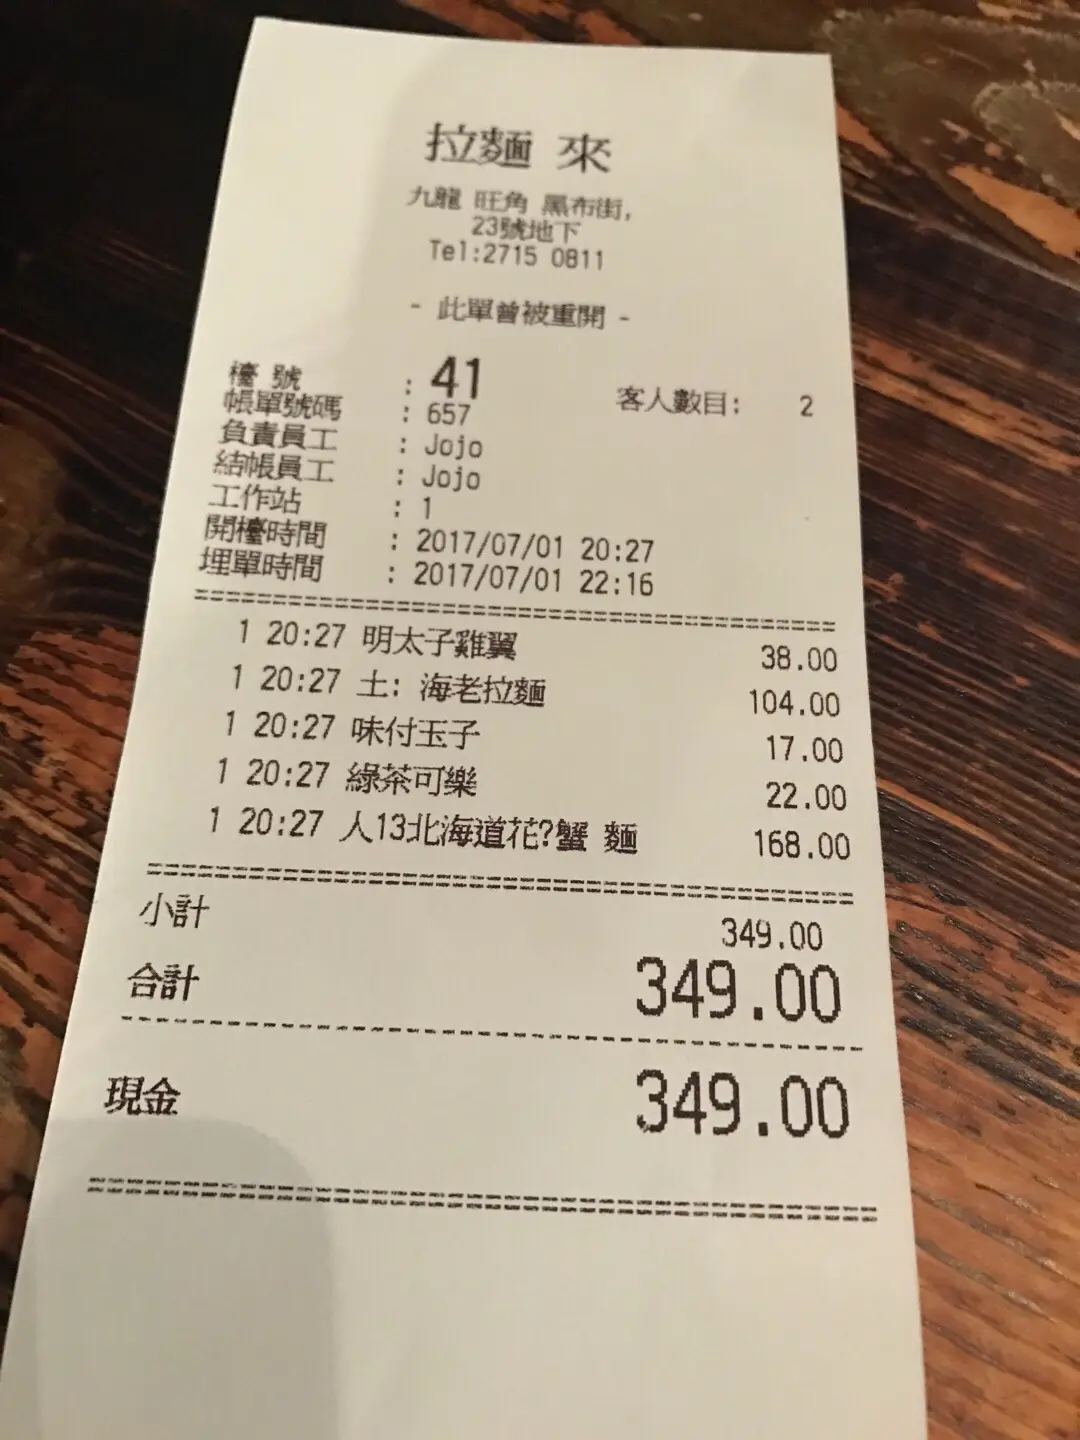 拉麵 來
九龍 旺角 黑布街,
23號地下
Tel:2715 0811
- 此單曾被重開 -
檯 號 : 41 客人數目: 2
帳單號碼 : 657
負責員工 : Jojo
結帳員工 : Jojo
工作站 : 1
開檯時間 : 2017/07/01 20:27
埋單時間 : 2017/07/01 22:16
1 20:27 明太子雞翼 38.00
1 20:27 土: 海老拉麵 104.00
1 20:27 味付玉子 17.00
1 20:27 綠茶可樂 22.00
1 20:27 人13北海道花?蟹 麵 168.00
小計 349.00
合計 349.00
現金 349.00